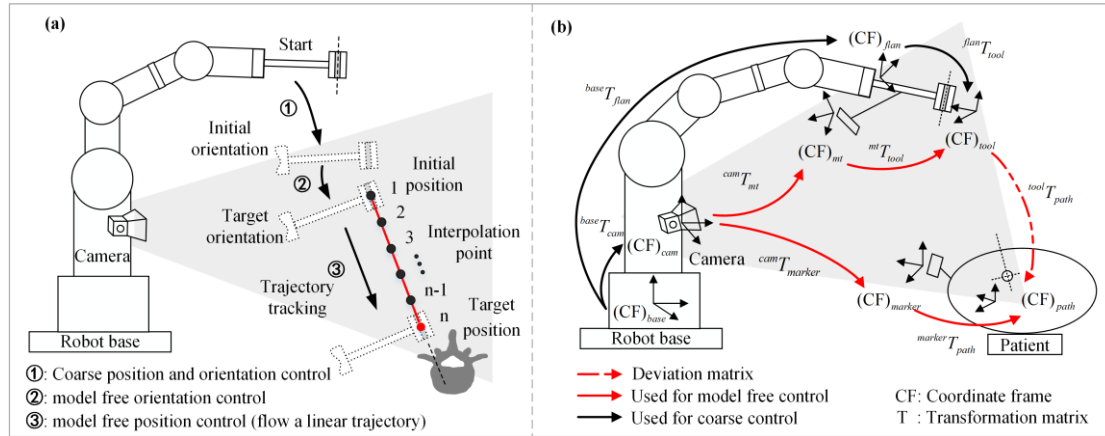 (a)
Start
①
Initial
orientation
②
Initial
position
1
2
3
n-1
n
Target
orientation
Interpolation
point
Camera
③
Trajectory
tracking
Target
position
Robot base
①: Coarse position and orientation control
②: model free orientation control
③: model free position control (flow a linear trajectory)
(b)
(CF)flan
flanTtool
baseTflan
(CF)mt
mtTtool
(CF)tool
camTmt
toolTpath
baseTcam
(CF)cam
Camera
camTmarker
(CF)base
(CF)marker
(CF)path
markerTpath
Robot base
Patient
Deviation matrix
Used for model free control
Used for coarse control
CF: Coordinate frame
T : Transformation matrix